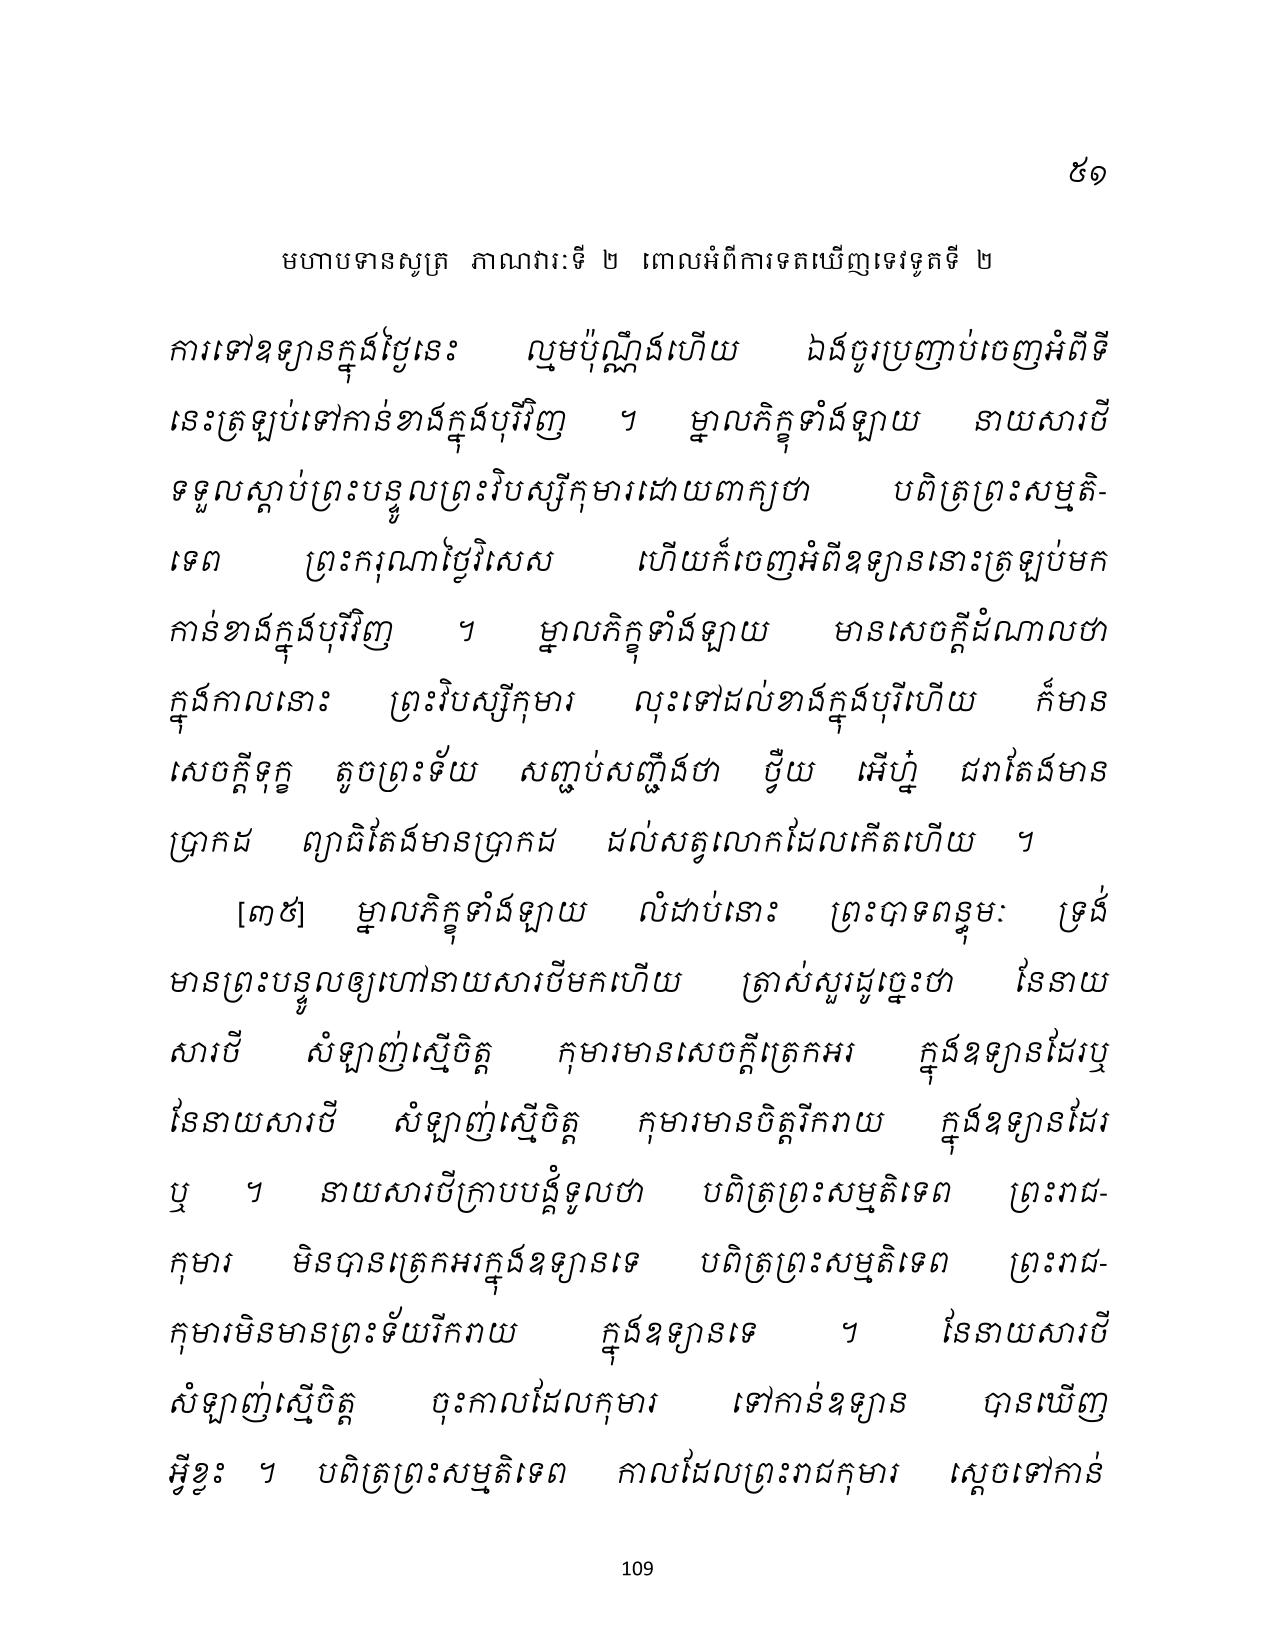 ៥១
មហាបទានសូត្រ ភាណវារៈទី ២ ពោលអំពីការទតឃើញទេវទូតទី ២
ការទៅឧទ្យានក្នុងថ្ងៃនេះ ល្មមប៉ុណ្ណឹងហើយ ឯងចូរប្រញាប់ចេញអំពីទី
នេះត្រឡប់ទៅកាន់ខាងក្នុងបុរីវិញ ។ ម្នាលភិក្ខុទាំងឡាយ នាយសារថី
ទទួលស្តាប់ព្រះបន្ទូលព្រះវិបស្សីកុមារដោយពាក្យថា បពិត្រព្រះសម្មតិ-
ទេព ព្រះករុណាថ្លៃវិសេស ហើយក៏ចេញអំពីឧទ្យាននោះត្រឡប់មក
កាន់ខាងក្នុងបុរីវិញ ។ ម្នាលភិក្ខុទាំងឡាយ មានសេចក្តីដំណាលថា
ក្នុងកាលនោះ ព្រះវិបស្សីកុមារ លុះទៅដល់ខាងក្នុងបុរីហើយ ក៏មាន
សេចក្តីទុក្ខ តូចព្រះទ័យ សញ្ជប់សញ្ជឹងថា ថ្វឺយ អើហ្ន៎ ជរាតែងមាន
ប្រាកដ ព្យាធិតែងមានប្រាកដ ដល់សត្វលោកដែលកើតហើយ ។
[៣៥] ម្នាលភិក្ខុទាំងឡាយ លំដាប់នោះ ព្រះបាទពន្ធុមៈ ទ្រង់
មានព្រះបន្ទូលឲ្យហៅនាយសារថីមកហើយ ត្រាស់សួរដូច្នេះថា នែនាយ
សារថី សំឡាញ់ស្មើចិត្ត កុមារមានសេចក្តីត្រេកអរ ក្នុងឧទ្យានដែរឬ
នែនាយសារថី សំឡាញ់ស្មើចិត្ត កុមារមានចិត្តរីករាយ ក្នុងឧទ្យានដែរ
ឬ ។ នាយសារថីក្រាបបង្គំទូលថា បពិត្រព្រះសម្មតិទេព ព្រះរាជ-
កុមារ មិនបានត្រេកអរក្នុងឧទ្យានទេ បពិត្រព្រះសម្មតិទេព ព្រះរាជ-
កុមារមិនមានព្រះទ័យរីករាយ ក្នុងឧទ្យានទេ ។ នែនាយសារថី
សំឡាញ់ស្មើចិត្ត ចុះកាលដែលកុមារ ទៅកាន់ឧទ្យាន បានឃើញ
អ្វីខ្លះ ។ បពិត្រព្រះសម្មតិទេព កាលដែលព្រះរាជកុមារ ស្តេចទៅកាន់
109